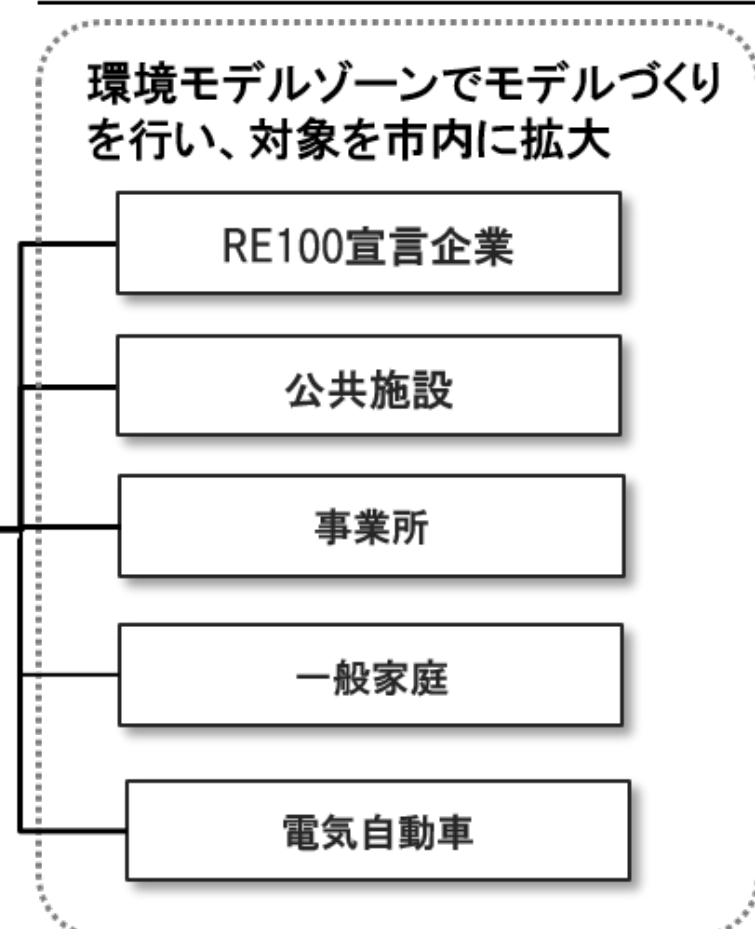 環境モデルゾーンでモデルづくり
を行い、対象を市内に拡大
RE100宣言企業
公共施設
事業所
一般家庭
電気自動車